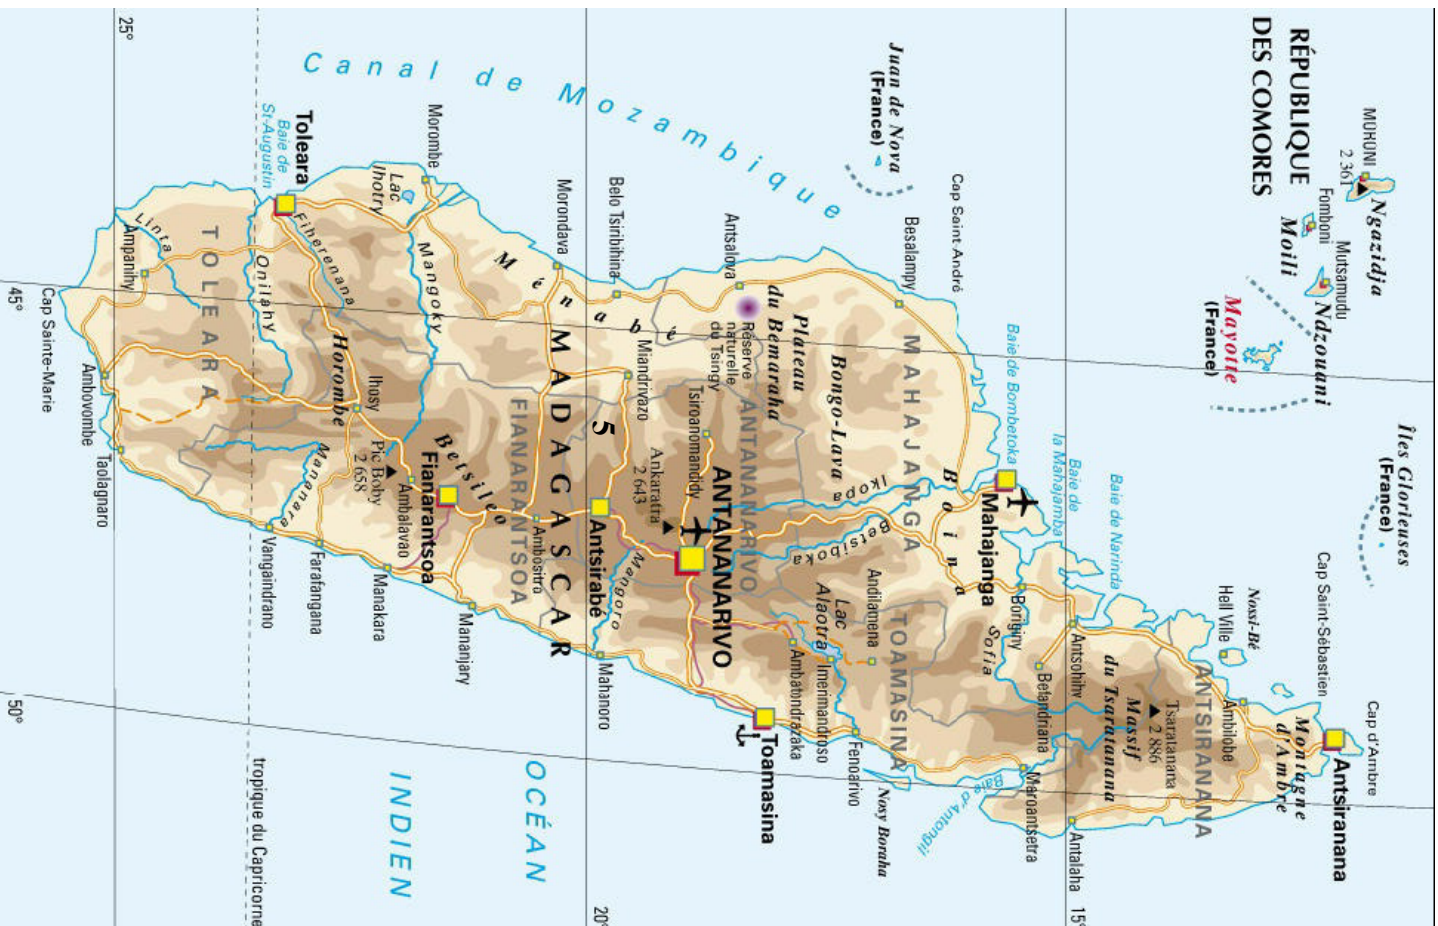 RÉPUBLIQUE
DES COMORES
MORONI
2 361
Ngazidja
Fomboni
Moili
Mutsamudu
Ndzouani
Mayotte
(France)
Îles Glorieuses
(France)
Cap d'Ambre
Antsiranana
Cap Saint-Sébastien
Montagne
d'Ambre
Nossi-Bé
Hell Ville
Ambilobe
ANTSIRANANA
Tsaratanana
2 886
Massif
du Tsaratanana
Baie de Narinda
Baie de
la Mahajamba
Baie de Bombetoka
Antsohihy
Antalaha
15°
Befandriana
Maroantsetra
Baie d'Antongil
Boriginy
Sofia
Mahajanga
Boina
Cap Saint-André
Besalampy
MAHAJANGA
Juan de Nova
(France)
Ikopa
Betsiboka
Andilamena
TOAMASINA
Nosy Boraha
Fenoarivo
Lac
Alaotra
Imerimandroso
Ambatondrazaka
Bongo-Lava
Plateau
du Bemaraha
Réserve
naturelle
du Tsingy
Antsalova
ANTANANARIVO
ANTANANARIVO
Toamasina
Tsiroanomandidy
Ankaratra
2 643
Miandrivazo
Belo Tsiribihina
5
Antsirabé
Mangoro
Mahanoro
20°
Canal de Mozambique
Morondava
Ménabé
MADAGASCAR
Ambositra
FIANARANTSOA
OCÉAN
INDIEN
Mananjary
Betsileo
Fianarantsoa
Ambalavao
Pic Boby
2 658
Manakara
Morombe
Mangoky
Lac
Ihotry
Ihosy
Horombe
Farafangana
Mananara
Vangaindrano
Toleara
Baie de
St-Augustin
Fiherenana
Onilahy
TOLEARA
tropique du Capricorne
Linta
Ampanihy
Taolagnaro
Ambovombe
Cap Sainte-Marie
25°
45°
50°